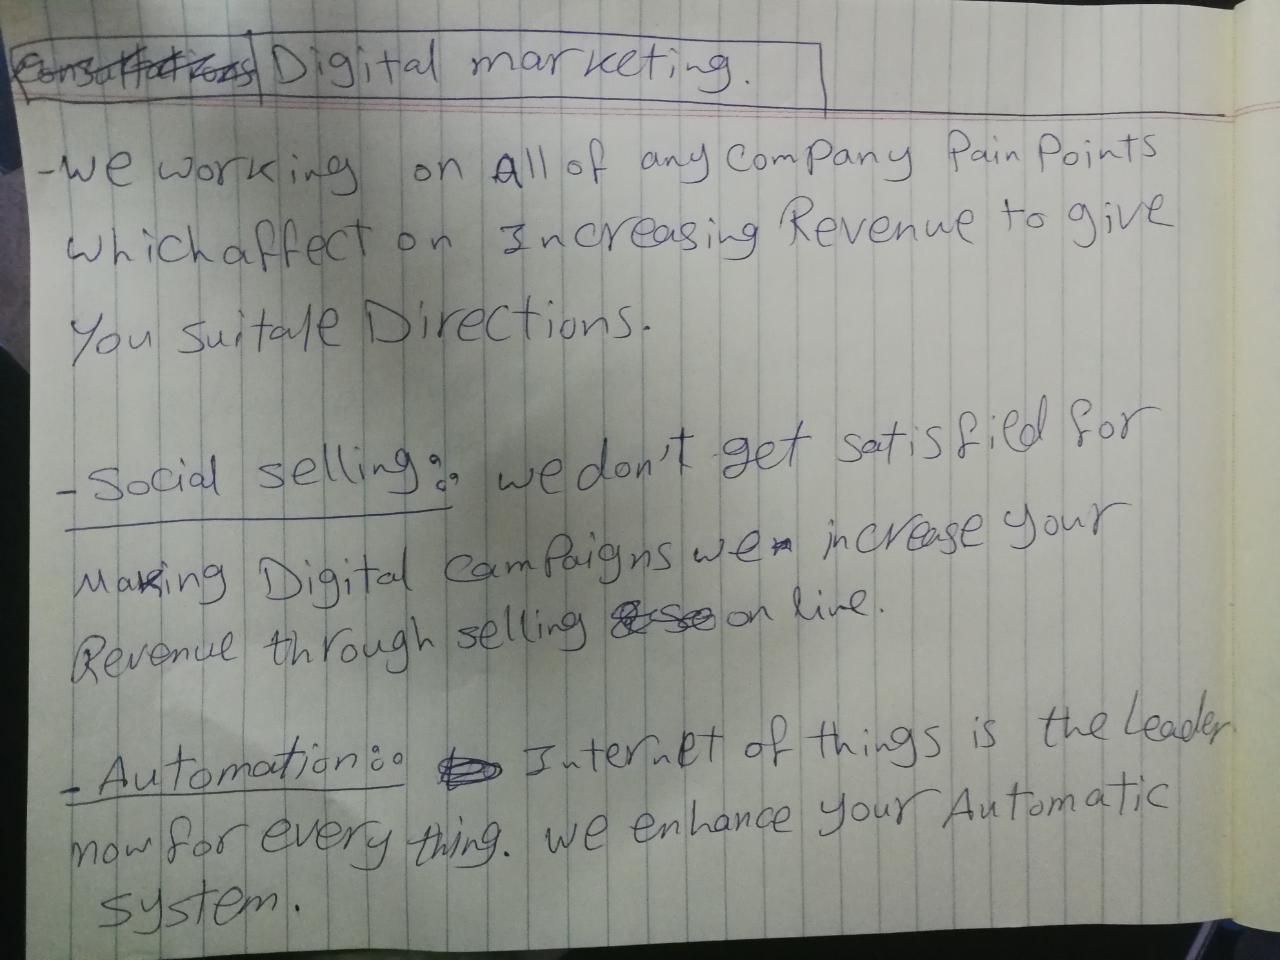 Consultations Digital marketing.
- we working on All of any company Pain Points
which affect on Increasing Revenue to give
You suitale Directions.
- Social selling:: we don't get satisfied for
Making Digital campaigns we increase your
Revenue through selling on line.
- Automation:: Internet of things is the leader
now for every thing. we enhance your Automatic
system.